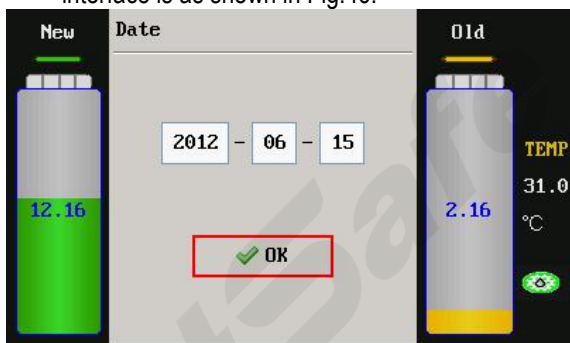 interface is as shown in Fig.40.
New
Date
Old
2012 - 06 - 15
TEMP
31.0
°C
12.16
2.16
OK